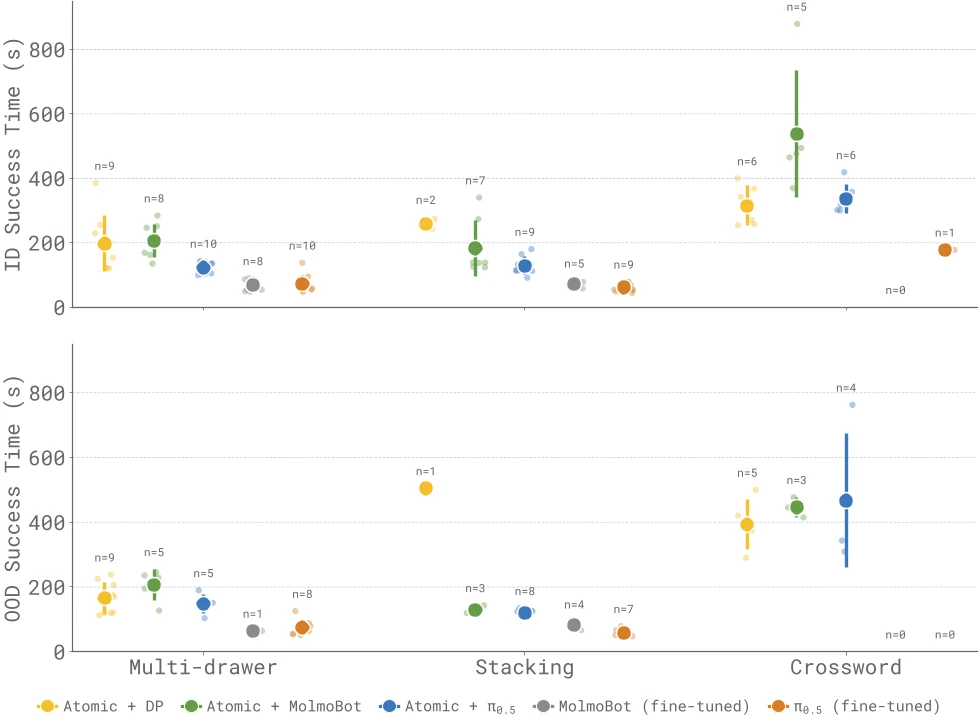 n=5
ID Success Time (s)
800
600
400
200
0
n=9
n=8
n=10
n=8
n=10
n=2
n=7
n=9
n=5
n=9
n=6
n=6
n=0
n=1
OOD Success Time (s)
800
600
400
200
0
n=9
n=5
n=5
n=1
n=8
n=1
n=3
n=8
n=4
n=7
n=5
n=3
n=4
n=0
n=0
Multi-drawer Stacking Crossword
Atomic + DP Atomic + MolmoBot Atomic + π₀.₅ MolmoBot (fine-tuned) π₀.₅ (fine-tuned)